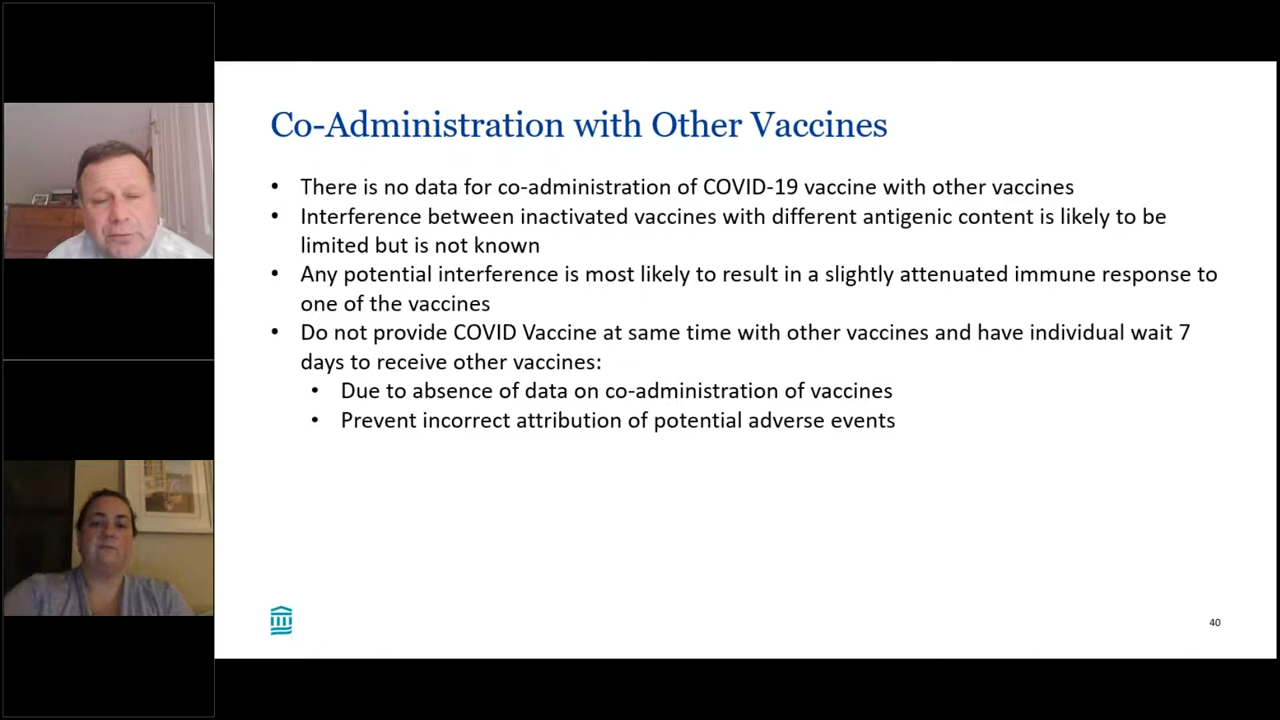 Co-Administration with Other Vaccines
• There is no data for co-administration of COVID-19 vaccine with other vaccines
• Interference between inactivated vaccines with different antigenic content is likely to be
limited but is not known
• Any potential interference is most likely to result in a slightly attenuated immune response to
one of the vaccines
• Do not provide COVID Vaccine at same time with other vaccines and have individual wait 7
days to receive other vaccines:
• Due to absence of data on co-administration of vaccines
• Prevent incorrect attribution of potential adverse events
40